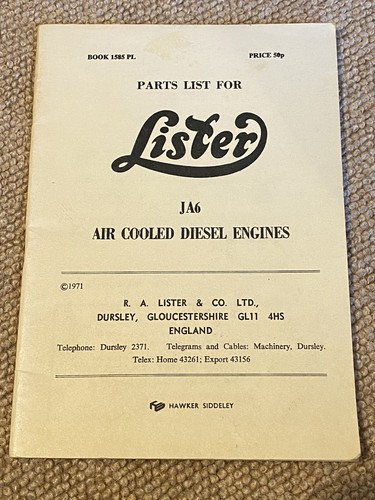 BOOK 1585 PL PRICE 50p
PARTS LIST FOR
Lister
JA6
AIR COOLED DIESEL ENGINES
©1971
R. A. LISTER & CO. LTD.,
DURSLEY, GLOUCESTERSHIRE GL11 4HS
ENGLAND
Telephone: Dursley 2371. Telegrams and Cables: Machinery, Dursley.
Telex: Home 43261; Export 43156
HAWKER SIDDELEY